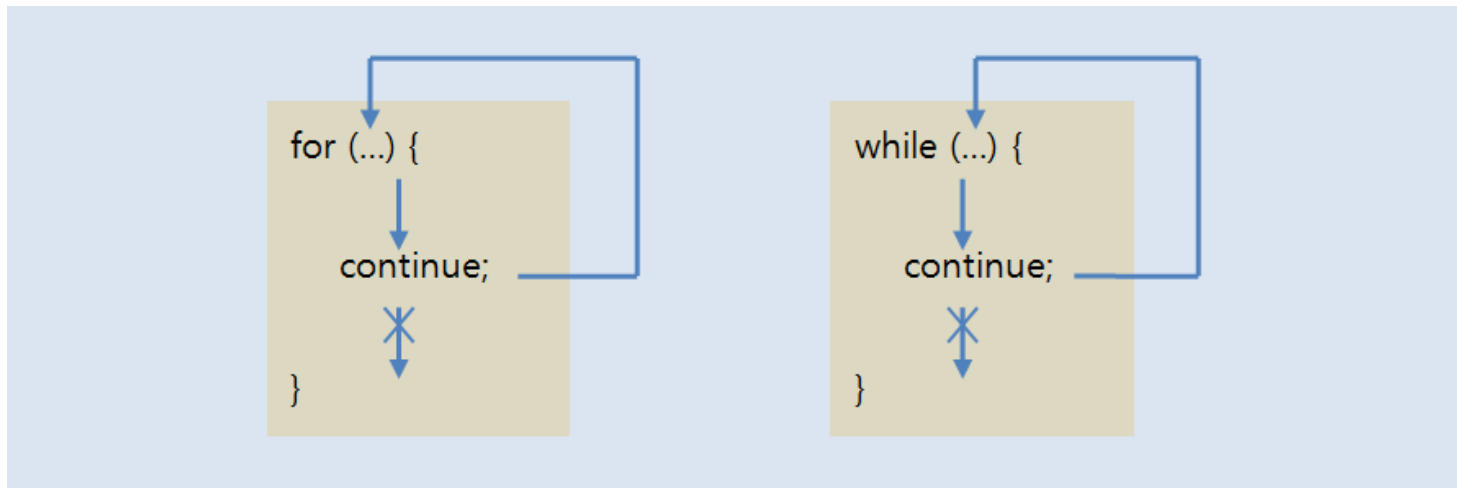 for (...) {
continue;
}
while (...) {
continue;
}